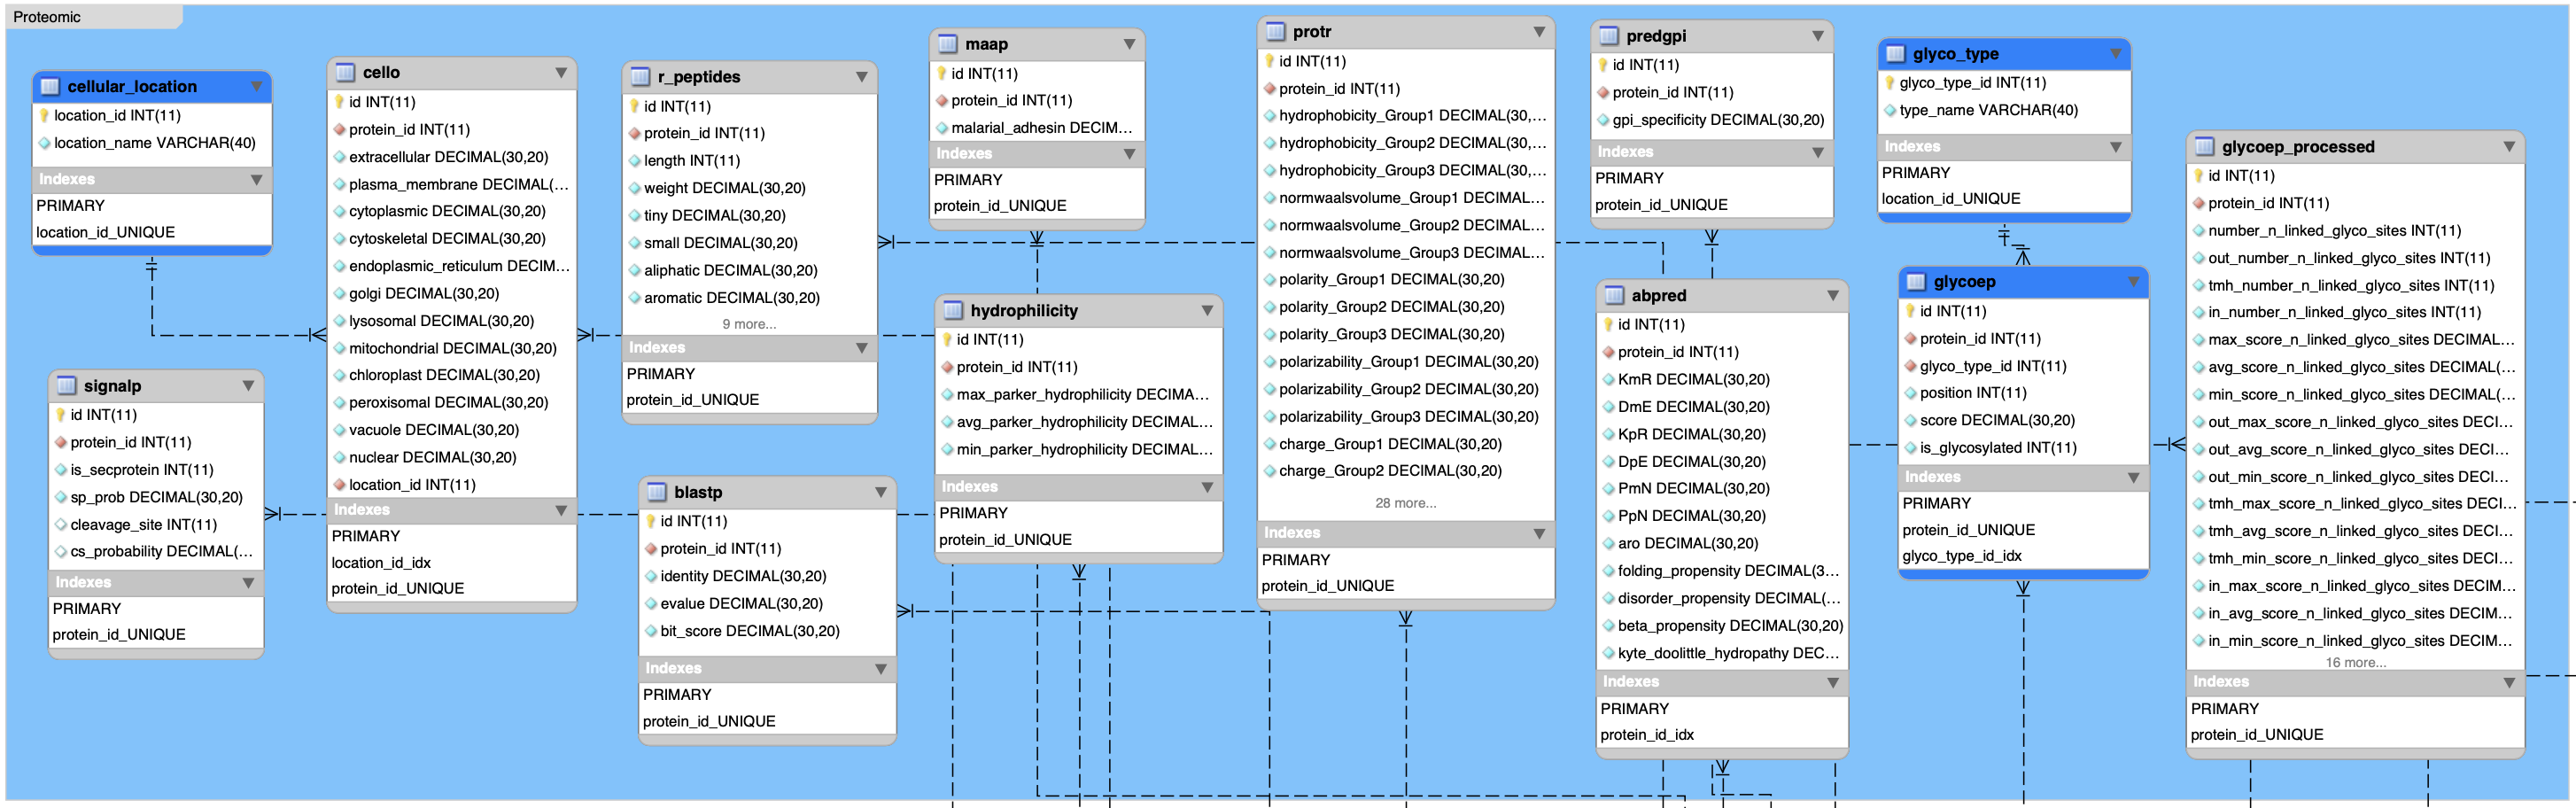 Proteomic
cellular_location
location_id INT(11)
location_name VARCHAR(40)
Indexes
PRIMARY
location_id_UNIQUE
signalp
id INT(11)
protein_id INT(11)
is_secprotein INT(11)
sp_prob DECIMAL(30,20)
cleavage_site INT(11)
cs_probability DECIMAL(...
Indexes
PRIMARY
protein_id_UNIQUE
cello
id INT(11)
protein_id INT(11)
extracellular DECIMAL(30,20)
plasma_membrane DECIMAL(...
cytoplasmic DECIMAL(30,20)
cytoskeletal DECIMAL(30,20)
endoplasmic_reticulum DECIM...
golgi DECIMAL(30,20)
lysosomal DECIMAL(30,20)
mitochondrial DECIMAL(30,20)
chloroplast DECIMAL(30,20)
peroxisomal DECIMAL(30,20)
vacuole DECIMAL(30,20)
nuclear DECIMAL(30,20)
location_id INT(11)
Indexes
PRIMARY
location_id_idx
protein_id_UNIQUE
r_peptides
id INT(11)
protein_id INT(11)
length INT(11)
weight DECIMAL(30,20)
tiny DECIMAL(30,20)
small DECIMAL(30,20)
aliphatic DECIMAL(30,20)
aromatic DECIMAL(30,20)
9 more...
Indexes
PRIMARY
protein_id_UNIQUE
blastp
id INT(11)
protein_id INT(11)
identity DECIMAL(30,20)
evalue DECIMAL(30,20)
bit_score DECIMAL(30,20)
Indexes
PRIMARY
protein_id_UNIQUE
maap
id INT(11)
protein_id INT(11)
malarial_adhesin DECIM...
Indexes
PRIMARY
protein_id_UNIQUE
hydrophilicity
id INT(11)
protein_id INT(11)
max_parker_hydrophilicity DECIMA...
avg_parker_hydrophilicity DECIMAL...
min_parker_hydrophilicity DECIMAL...
Indexes
PRIMARY
protein_id_UNIQUE
protr
id INT(11)
protein_id INT(11)
hydrophobicity_Group1 DECIMAL(30,...
hydrophobicity_Group2 DECIMAL(30,...
hydrophobicity_Group3 DECIMAL(30,...
normwaalsvolume_Group1 DECIMAL...
normwaalsvolume_Group2 DECIMAL...
normwaalsvolume_Group3 DECIMAL...
polarity_Group1 DECIMAL(30,20)
polarity_Group2 DECIMAL(30,20)
polarity_Group3 DECIMAL(30,20)
polarizability_Group1 DECIMAL(30,20)
polarizability_Group2 DECIMAL(30,20)
polarizability_Group3 DECIMAL(30,20)
charge_Group1 DECIMAL(30,20)
charge_Group2 DECIMAL(30,20)
28 more...
Indexes
PRIMARY
protein_id_UNIQUE
predgpi
id INT(11)
protein_id INT(11)
gpi_specificity DECIMAL(30,20)
Indexes
PRIMARY
protein_id_UNIQUE
abpred
id INT(11)
protein_id INT(11)
KmR DECIMAL(30,20)
DmE DECIMAL(30,20)
KpR DECIMAL(30,20)
DpE DECIMAL(30,20)
PmN DECIMAL(30,20)
PpN DECIMAL(30,20)
aro DECIMAL(30,20)
folding_propensity DECIMAL(3...
disorder_propensity DECIMAL(...
beta_propensity DECIMAL(30,20)
kyte_doolittle_hydropathy DEC...
Indexes
PRIMARY
protein_id_idx
glyco_type
glyco_type_id INT(11)
type_name VARCHAR(40)
Indexes
PRIMARY
location_id_UNIQUE
glycoep
id INT(11)
protein_id INT(11)
glyco_type_id INT(11)
position INT(11)
score DECIMAL(30,20)
is_glycosylated INT(11)
Indexes
PRIMARY
protein_id_UNIQUE
glyco_type_id_idx
glycoep_processed
id INT(11)
protein_id INT(11)
number_n_linked_glyco_sites INT(11)
out_number_n_linked_glyco_sites INT(11)
tmh_number_n_linked_glyco_sites INT(11)
in_number_n_linked_glyco_sites INT(11)
max_score_n_linked_glyco_sites DECIMAL...
avg_score_n_linked_glyco_sites DECIMAL(...
min_score_n_linked_glyco_sites DECIMAL(...
out_max_score_n_linked_glyco_sites DECI...
out_avg_score_n_linked_glyco_sites DECI...
out_min_score_n_linked_glyco_sites DECI...
tmh_max_score_n_linked_glyco_sites DECI...
tmh_avg_score_n_linked_glyco_sites DECI...
tmh_min_score_n_linked_glyco_sites DECI...
in_max_score_n_linked_glyco_sites DECIM...
in_avg_score_n_linked_glyco_sites DECIM...
in_min_score_n_linked_glyco_sites DECIM...
16 more...
Indexes
PRIMARY
protein_id_UNIQUE